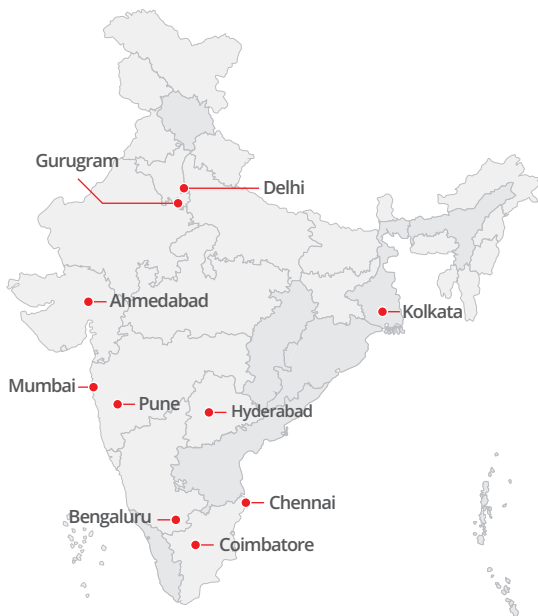 Gurugram
Delhi
Ahmedabad
Kolkata
Mumbai
Pune
Hyderabad
Chennai
Bengaluru
Coimbatore